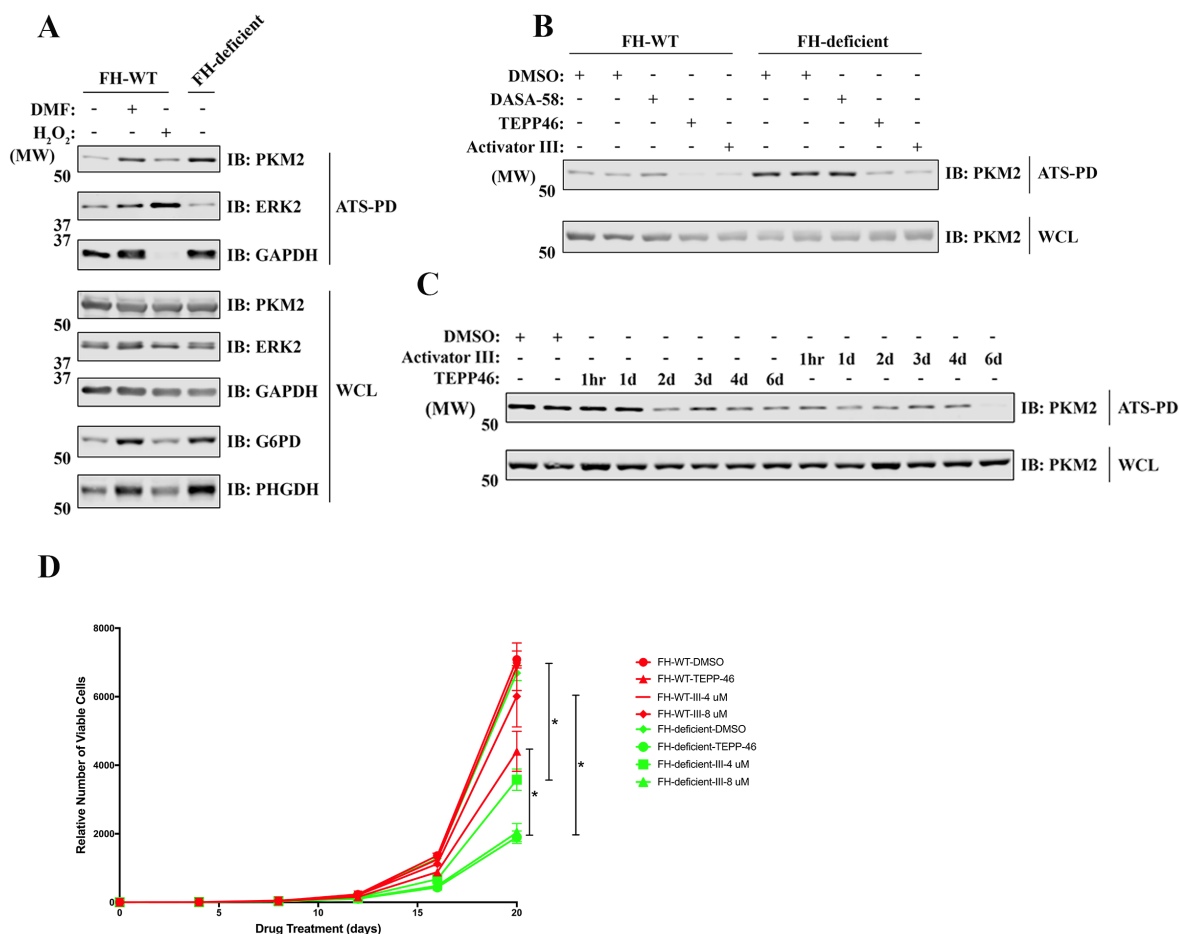 A
FH-WT
FH-deficient
DMF: - + - -
H2O2: - - + -
(MW)
50
IB: PKM2
37
IB: ERK2
ATS-PD
37
IB: GAPDH
50
IB: PKM2
37
IB: ERK2
37
IB: GAPDH
WCL
50
IB: G6PD
50
IB: PHGDH
B
FH-WT FH-deficient
DMSO: + + - - - + + - - -
DASA-58: - - + - - - - + - -
TEPP46: - - - + - - - - + -
Activator III: - - - - + - - - - +
(MW)
50
IB: PKM2 ATS-PD
50
IB: PKM2 WCL
C
DMSO: + + - - - - - - - - - - - -
Activator III: - - - - - - - - 1hr 1d 2d 3d 4d 6d
TEPP46: - - 1hr 1d 2d 3d 4d 6d - - - - - -
(MW)
50
IB: PKM2 ATS-PD
50
IB: PKM2 WCL
D
Relative Number of Viable Cells
8000
6000
4000
2000
0
0 5 10 15 20
Drug Treatment (days)
*
*
*
FH-WT-DMSO
FH-WT-TEPP-46
FH-WT-III-4 uM
FH-WT-III-8 uM
FH-deficient-DMSO
FH-deficient-TEPP-46
FH-deficient-III-4 uM
FH-deficient-III-8 uM